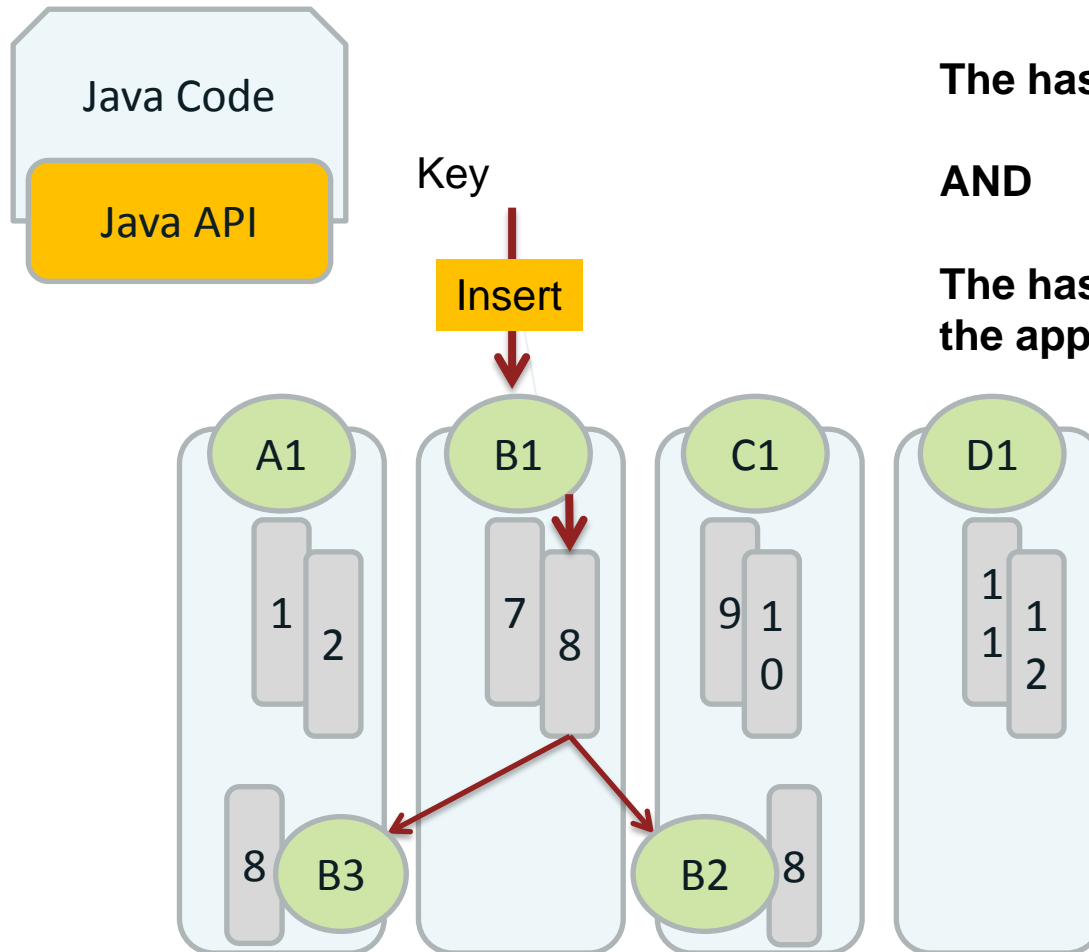 Java Code
Java API
Key
Insert
The has
AND
The has
the app
A1
B1
C1
D1
1
2
7
8
9
1
0
1
1
1
2
8
B3
B2
8